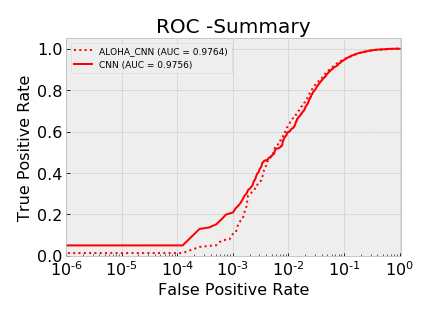 ROC -Summary
ALOHA_CNN (AUC = 0.9764)
CNN (AUC = 0.9756)
True Positive Rate
1.0
0.8
0.6
0.4
0.2
0.0
10⁻⁶ 10⁻⁵ 10⁻⁴ 10⁻³ 10⁻² 10⁻¹ 10⁰
False Positive Rate